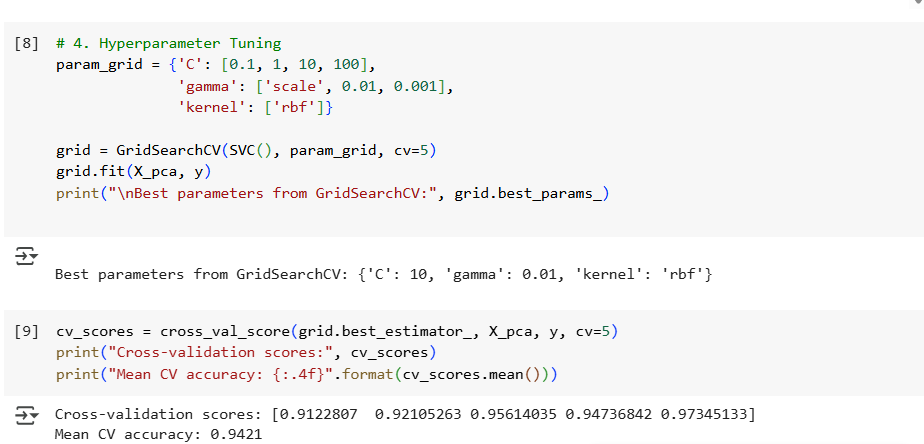 [8] # 4. Hyperparameter Tuning
param_grid = {'C': [0.1, 1, 10, 100],
'gamma': ['scale', 0.01, 0.001],
'kernel': ['rbf']}
grid = GridSearchCV(SVC(), param_grid, cv=5)
grid.fit(X_pca, y)
print("\nBest parameters from GridSearchCV:", grid.best_params_)
Best parameters from GridSearchCV: {'C': 10, 'gamma': 0.01, 'kernel': 'rbf'}
[9] cv_scores = cross_val_score(grid.best_estimator_, X_pca, y, cv=5)
print("Cross-validation scores:", cv_scores)
print("Mean CV accuracy: {:.4f}".format(cv_scores.mean()))
Cross-validation scores: [0.9122807  0.92105263 0.95614035 0.94736842 0.97345133]
Mean CV accuracy: 0.9421